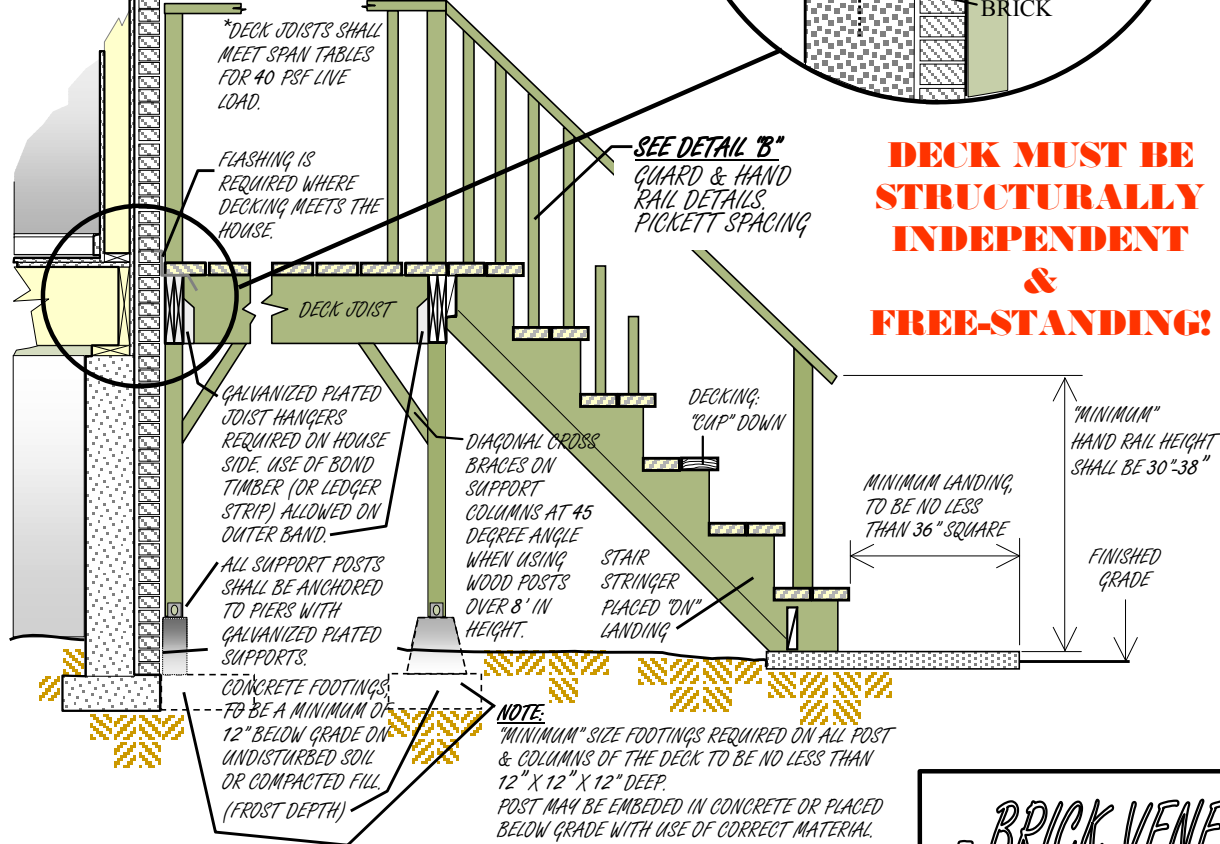 BRICK
*DECK JOISTS SHALL
MEET SPAN TABLES
FOR 40 PSF LIVE
LOAD.
FLASHING IS
REQUIRED WHERE
DECKING MEETS THE
HOUSE.
SEE DETAIL "B"
GUARD & HAND
RAIL DETAILS.
PICKETT SPACING
DECK MUST BE
STRUCTURALLY
INDEPENDENT
&
FREE-STANDING!
DECK JOIST
GALVANIZED PLATED
JOIST HANGERS
REQUIRED ON HOUSE
SIDE. USE OF BOND
TIMBER (OR LEDGER
STRIP) ALLOWED ON
OUTER BAND.
DIAGONAL CROSS
BRACES ON
SUPPORT
COLUMNS AT 45
DEGREE ANGLE
WHEN USING
WOOD POSTS
OVER 8' IN
HEIGHT.
DECKING:
"CUP" DOWN
"MINIMUM"
HAND RAIL HEIGHT
SHALL BE 30"-38"
MINIMUM LANDING,
TO BE NO LESS
THAN 36" SQUARE
FINISHED
GRADE
STAIR
STRINGER
PLACED "ON"
LANDING
ALL SUPPORT POSTS
SHALL BE ANCHORED
TO PIERS WITH
GALVANIZED PLATED
SUPPORTS.
CONCRETE FOOTINGS
TO BE A MINIMUM OF
12" BELOW GRADE ON
UNDISTURBED SOIL
OR COMPACTED FILL.
(FROST DEPTH)
NOTE:
"MINIMUM" SIZE FOOTINGS REQUIRED ON ALL POST
& COLUMNS OF THE DECK TO BE NO LESS THAN
12" X 12" X 12" DEEP.
POST MAY BE EMBEDED IN CONCRETE OR PLACED
BELOW GRADE WITH USE OF CORRECT MATERIAL.
- BRICK VENE